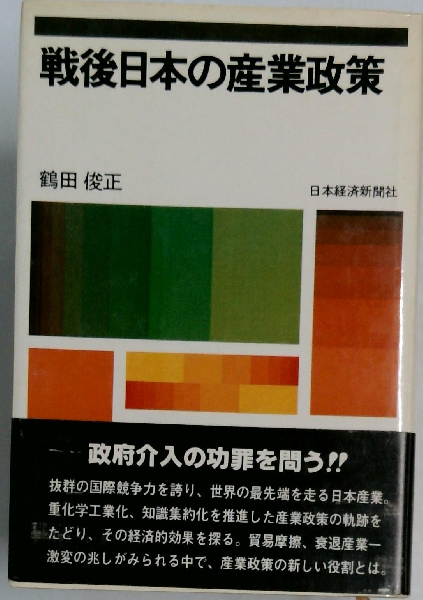 戦後日本の産業政策
鶴田 俊正
日本経済新聞社
政府介入の功罪を問う!!
抜群の国際競争力を誇り、世界の最先端を走る日本産業。
重化学工業化、知識集約化を推進した産業政策の軌跡を
たどり、その経済的効果を探る。貿易摩擦、衰退産業―
激変の兆しがみられる中で、産業政策の新しい役割とは。